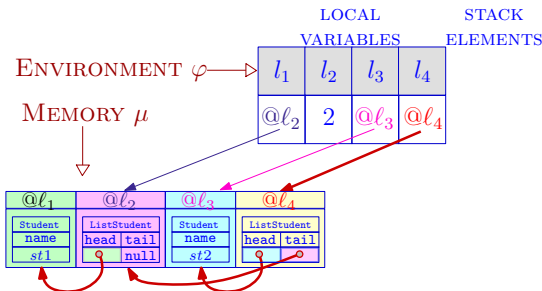 LOCAL VARIABLES
STACK ELEMENTS
ENVIRONMENT φ
l₁ l₂ l₃ l₄
@ℓ₂ 2 @ℓ₃ @ℓ₄
MEMORY μ
@ℓ₁ @ℓ₂ @ℓ₃ @ℓ₄
Student ListStudent Student ListStudent
name head tail name head tail
st1 null st2